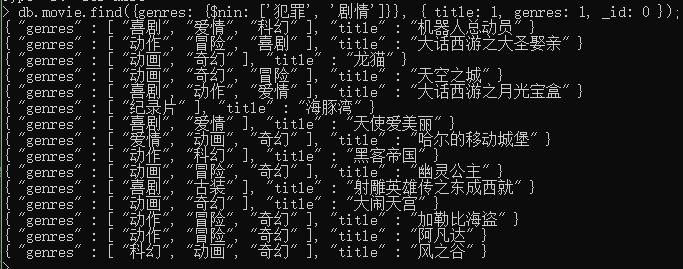 > db.movie.find({genres: {$nin: ['犯罪', '剧情']}}, { title: 1, genres: 1, _id: 0 });
{ "genres" : [ "喜剧", "爱情", "科幻" ], "title" : "机器人总动员" }
{ "genres" : [ "动作", "冒险", "喜剧" ], "title" : "大话西游之大圣娶亲" }
{ "genres" : [ "动画", "奇幻" ], "title" : "龙猫" }
{ "genres" : [ "动画", "奇幻", "冒险" ], "title" : "天空之城" }
{ "genres" : [ "喜剧", "动作", "爱情" ], "title" : "大话西游之月光宝盒" }
{ "genres" : [ "纪录片" ], "title" : "海豚湾" }
{ "genres" : [ "喜剧", "爱情" ], "title" : "天使爱美丽" }
{ "genres" : [ "爱情", "动画", "奇幻" ], "title" : "哈尔的移动城堡" }
{ "genres" : [ "动作", "科幻" ], "title" : "黑客帝国" }
{ "genres" : [ "动画", "冒险", "奇幻" ], "title" : "幽灵公主" }
{ "genres" : [ "喜剧", "古装" ], "title" : "射雕英雄传之东成西就" }
{ "genres" : [ "动画", "奇幻" ], "title" : "大闹天宫" }
{ "genres" : [ "动作", "冒险", "奇幻" ], "title" : "加勒比海盗" }
{ "genres" : [ "动作", "冒险", "奇幻" ], "title" : "阿凡达" }
{ "genres" : [ "科幻", "动画", "奇幻" ], "title" : "风之谷" }
>